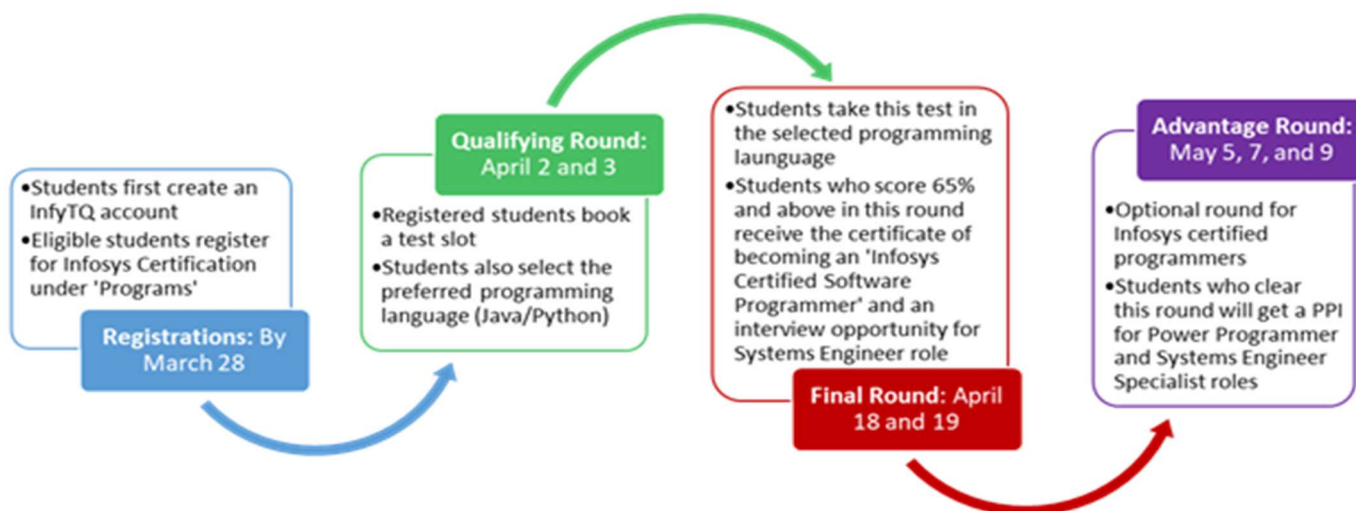 •Students first create an
InfyTQ account
•Eligible students register
for Infosys Certification
under 'Programs'
Registrations: By
March 28
Qualifying Round:
April 2 and 3
•Registered students book
a test slot
•Students also select the
preferred programming
language (Java/Python)
•Students take this test in
the selected programming
launguage
•Students who score 65%
and above in this round
receive the certificate of
becoming an 'Infosys
Certified Software
Programmer' and an
interview opportunity for
Systems Engineer role
Final Round: April
18 and 19
Advantage Round:
May 5, 7, and 9
•Optional round for
Infosys certified
programmers
•Students who clear
this round will get a PPI
for Power Programmer
and Systems Engineer
Specialist roles